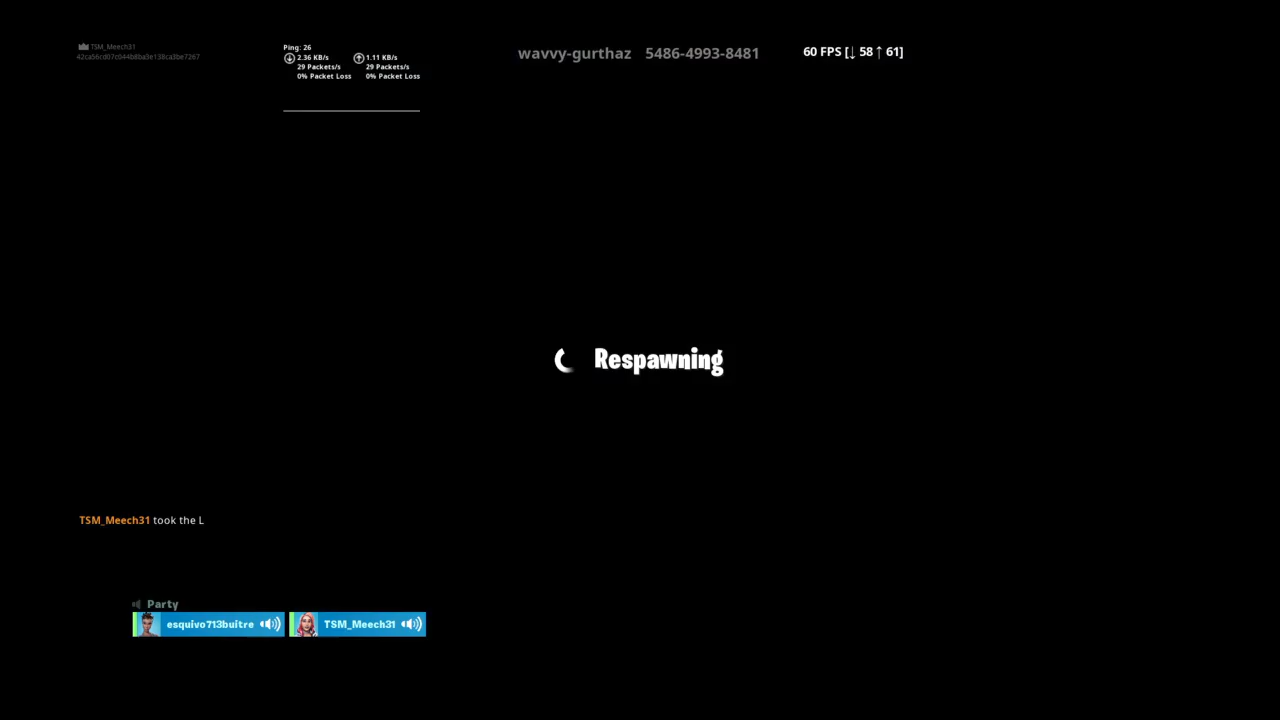 TSM_Meech31
Ping: 26
2.36 KB/s 1.11 KB/s
29 Packets/s 29 Packets/s
0% Packet Loss 0% Packet Loss
wavvy-gurthaz 5486-4993-8481
60 FPS [↓ 58 ↑ 61]
Respawning
TSM_Meech31 took the L
Party
esquivo713buitre TSM_Meech31